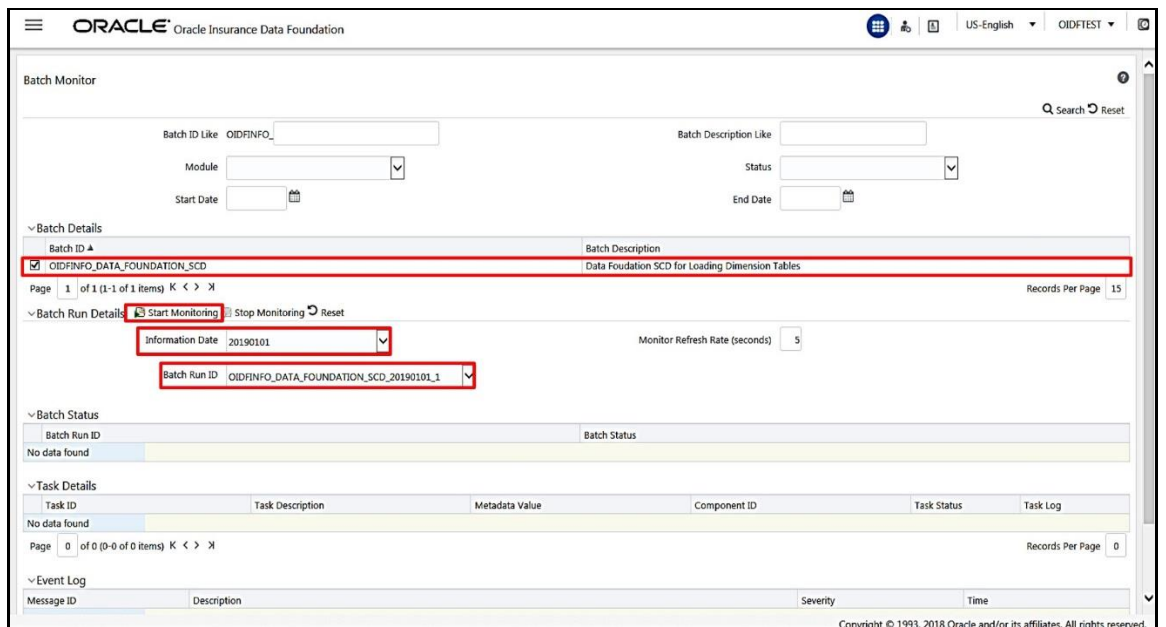 ORACLE® Oracle Insurance Data Foundation US-English OIDFTEST
Batch Monitor
Search Reset
Batch ID Like OIDFINFO_ Batch Description Like
Module Status
Start Date End Date
Batch Details
Batch ID Batch Description
OIDFINFO_DATA_FOUNDATION_SCD Data Foudation SCD for Loading Dimension Tables
Page 1 of 1 (1-1 of 1 items) Records Per Page 15
Batch Run Details Start Monitoring Stop Monitoring Reset
Information Date 20190101 Monitor Refresh Rate (seconds) 5
Batch Run ID OIDFINFO_DATA_FOUNDATION_SCD_20190101_1
Batch Status
Batch Run ID Batch Status
No data found
Task Details
Task ID Task Description Metadata Value Component ID Task Status Task Log
No data found
Page 0 of 0 (0-0 of 0 items) Records Per Page 0
Event Log
Message ID Description Severity Time
Copyright © 1993, 2018 Oracle and/or its affiliates. All rights reserved.